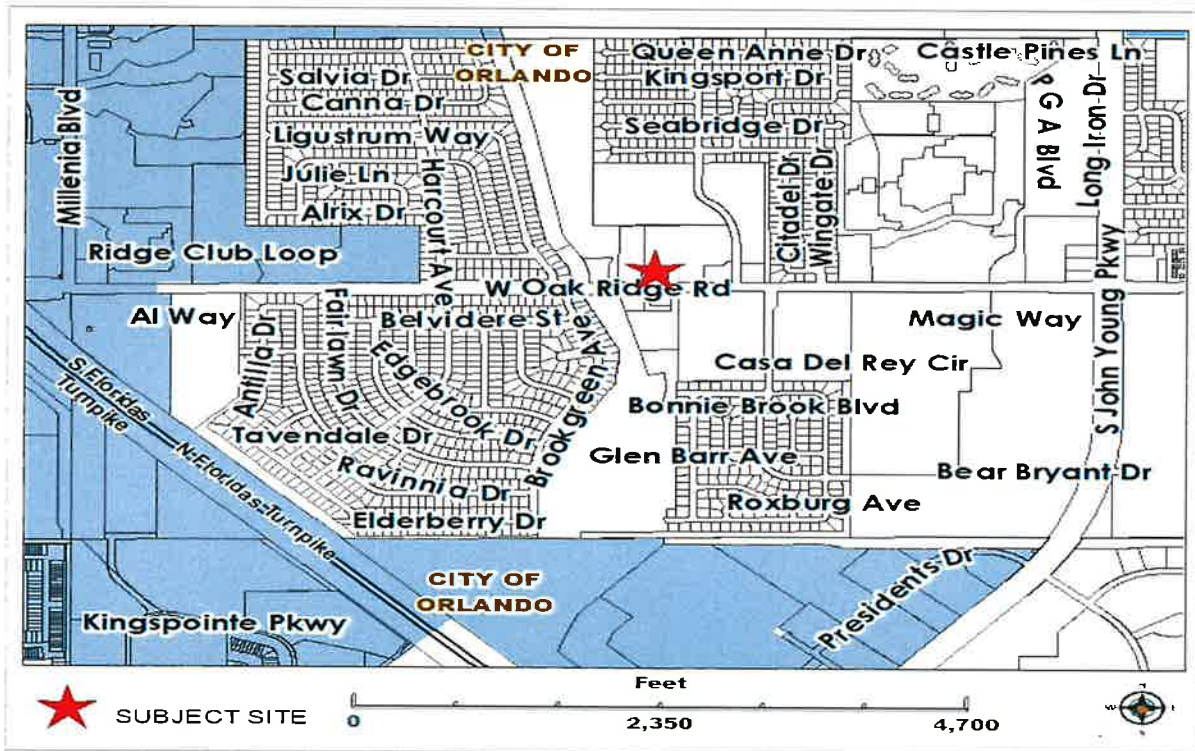 CITY OF
ORLANDO
Queen Anne Dr
Castle Pines Ln
Salvia Dr
Kingsport Dr
Canna Dr
Millenial Blvd
Ligustrum Way
Seabridge Dr
P G A Blvd
Long Iron Dr
Julie Ln
Harcourt Ave
Alrix Dr
Citadel Dr
Winggate Dr
Ridge Club Loop
W Oak Ridge Rd
S John Young Pkwy
Al Way
Fairlawn Dr
Belvidere St
Magic Way
Antilla Dr
Edgebrook Dr
Brookgreen Ave
Casa Del Rey Cir
S Floridas
Turnpike
Bonnie Brook Blvd
Tavendale Dr
Glen Barr Ave
N Floridas Turnpike
Ravinnia Dr
Bear Bryant Dr
Roxburg Ave
Elderberry Dr
CITY OF
ORLANDO
Presidents Dr
Kingspointe Pkwy
SUBJECT SITE
Feet
0
2,350
4,700